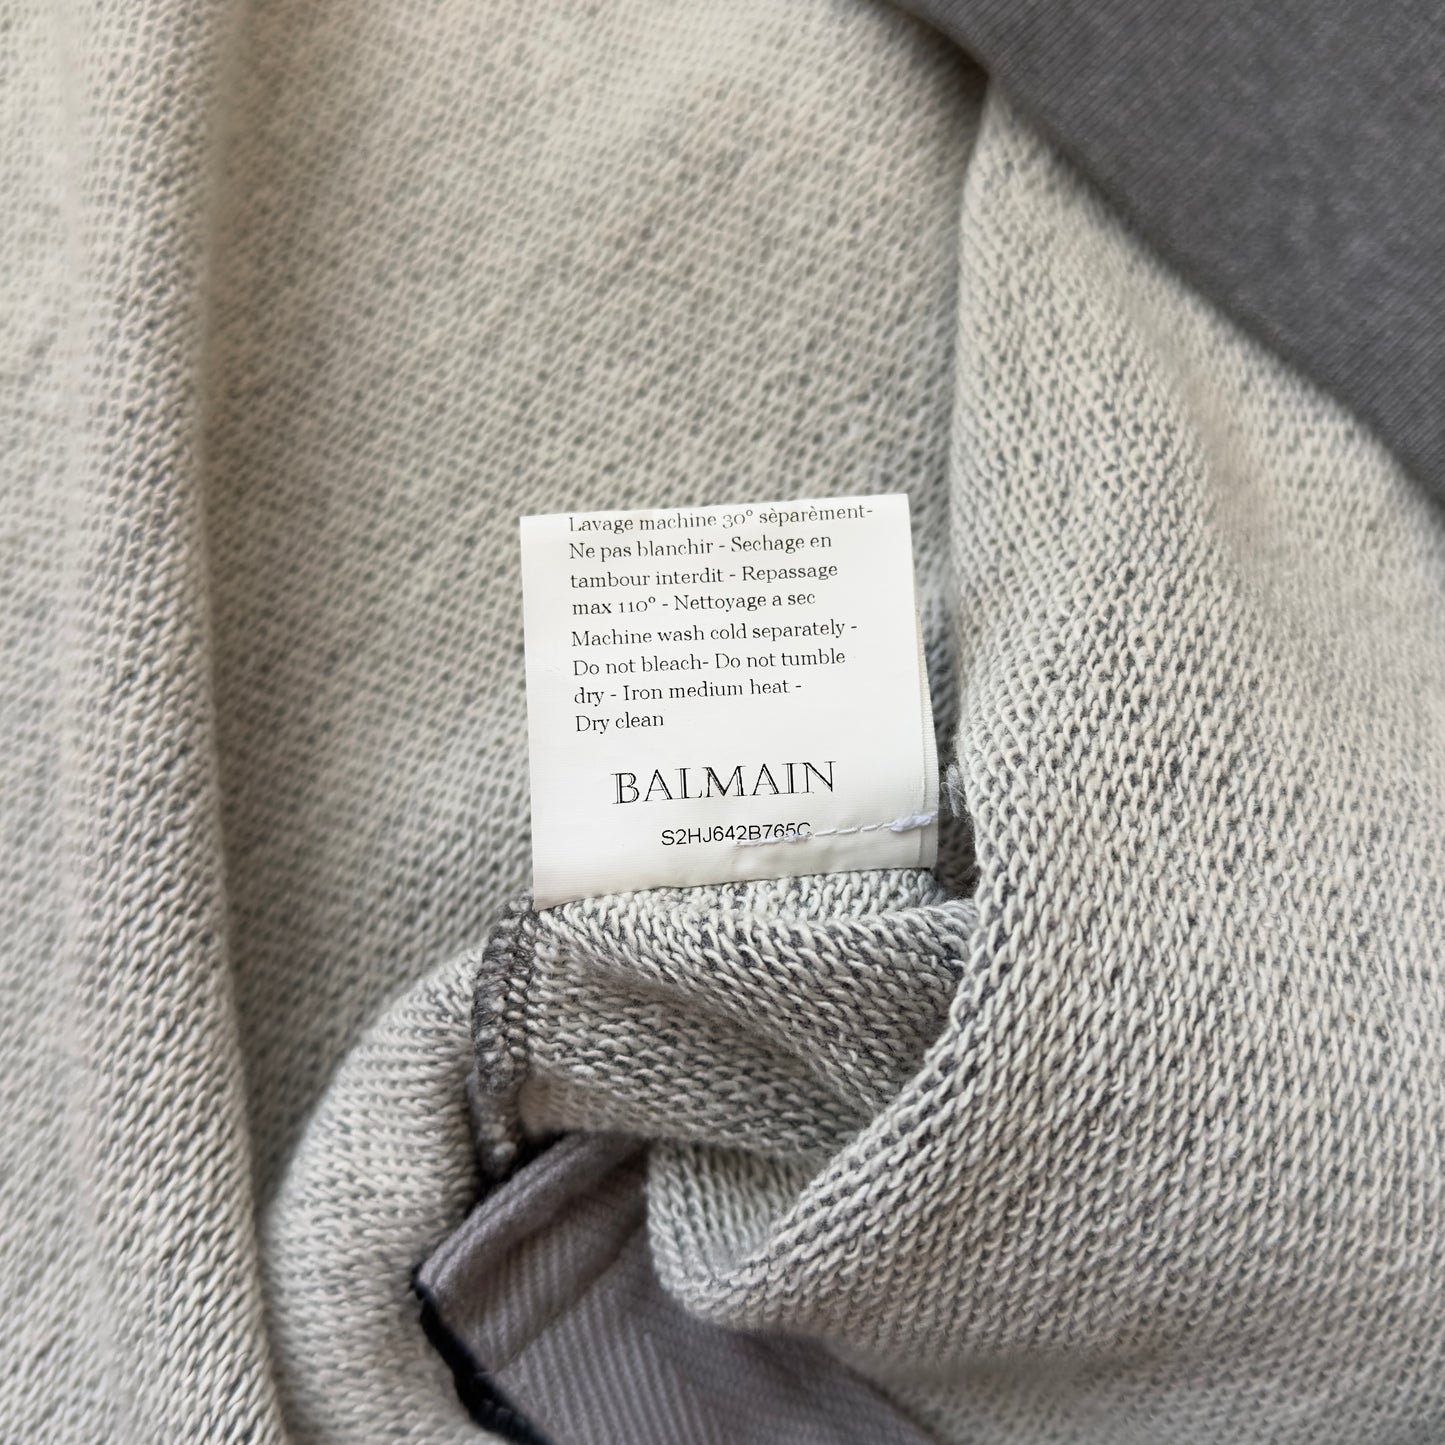 Lavage machine 30° sèparèment-
Ne pas blanchir - Sechage en
tambour interdit - Repassage
max 110° - Nettoyage a sec
Machine wash cold separately -
Do not bleach- Do not tumble
dry - Iron medium heat -
Dry clean
BALMAIN
S2HJ642B765C